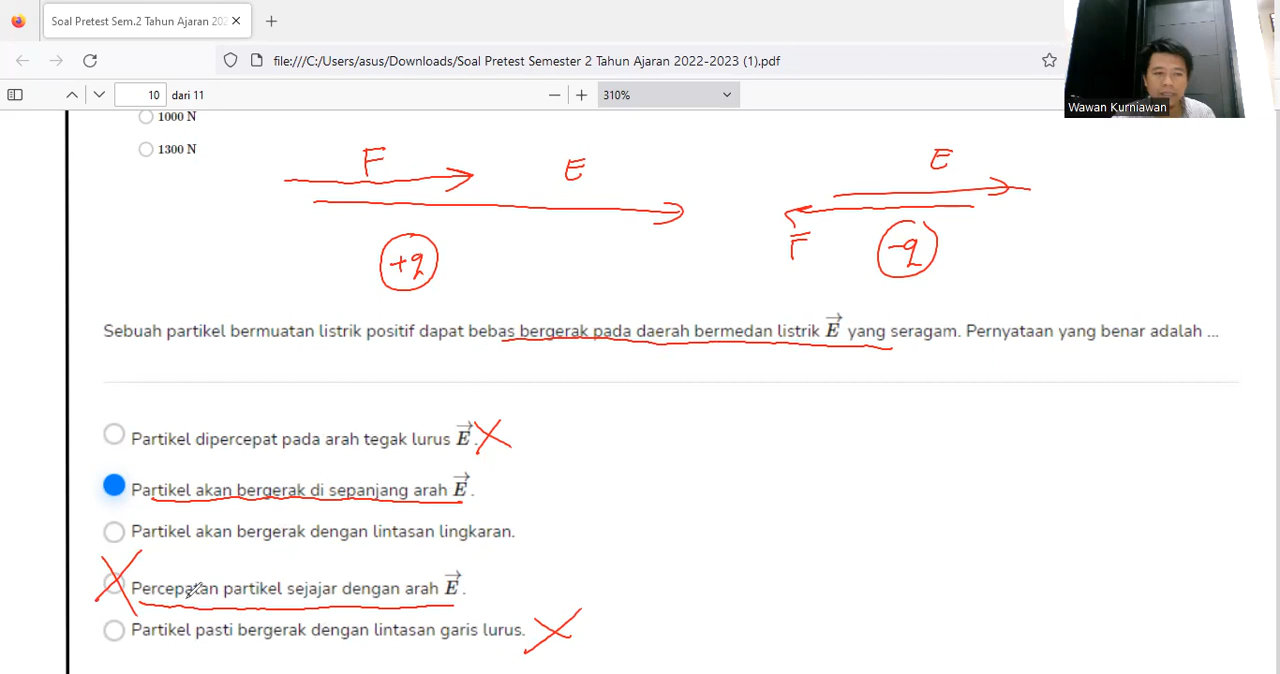 Soal Pretest Sem.2 Tahun Ajaran 202
file:///C:/Users/asus/Downloads/Soal Pretest Semester 2 Tahun Ajaran 2022-2023 (1).pdf
10 dari 11
310%
Wawan Kurniawan
1000 N
1300 N
F
E
E
F
+q
-q
Sebuah partikel bermuatan listrik positif dapat bebas bergerak pada daerah bermedan listrik E⃗ yang seragam. Pernyataan yang benar adalah ...
Partikel dipercepat pada arah tegak lurus E⃗.
Partikel akan bergerak di sepanjang arah E⃗.
Partikel akan bergerak dengan lintasan lingkaran.
Percepatan partikel sejajar dengan arah E⃗.
Partikel pasti bergerak dengan lintasan garis lurus.